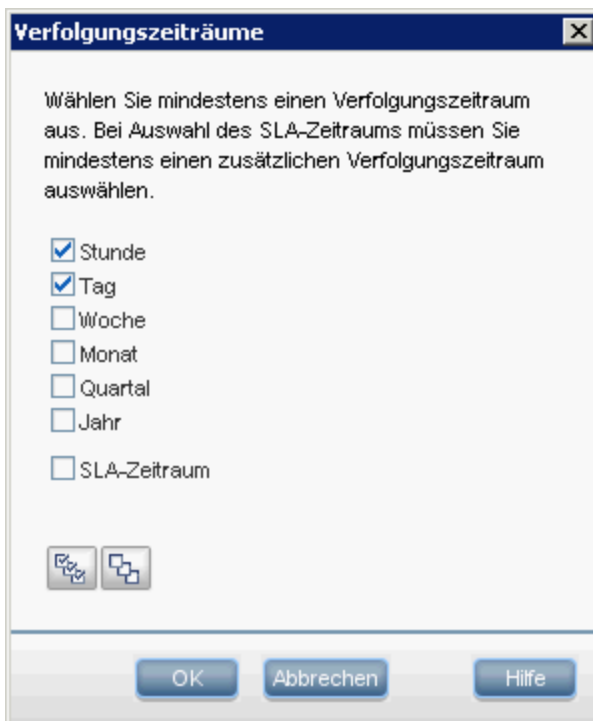 Verfolgungszeiträume
Wählen Sie mindestens einen Verfolgungszeitraum
aus. Bei Auswahl des SLA-Zeitraums müssen Sie
mindestens einen zusätzlichen Verfolgungszeitraum
auswählen.
Stunde
Tag
Woche
Monat
Quartal
Jahr
SLA-Zeitraum
OK Abbrechen Hilfe